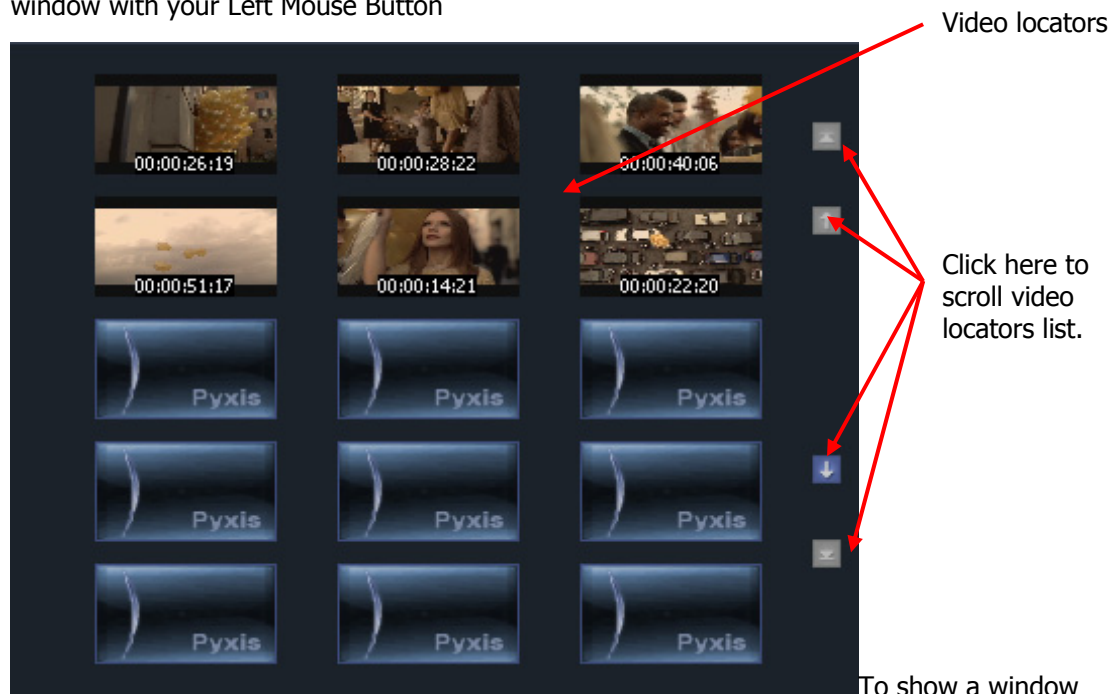 window with your Left Mouse Button
Video locators
00:00:26:19
00:00:28:22
00:00:40:06
00:00:51:17
00:00:14:21
00:00:22:20
Click here to
scroll video
locators list.
Pyxis
Pyxis
Pyxis
Pyxis
Pyxis
Pyxis
Pyxis
Pyxis
Pyxis
To show a window